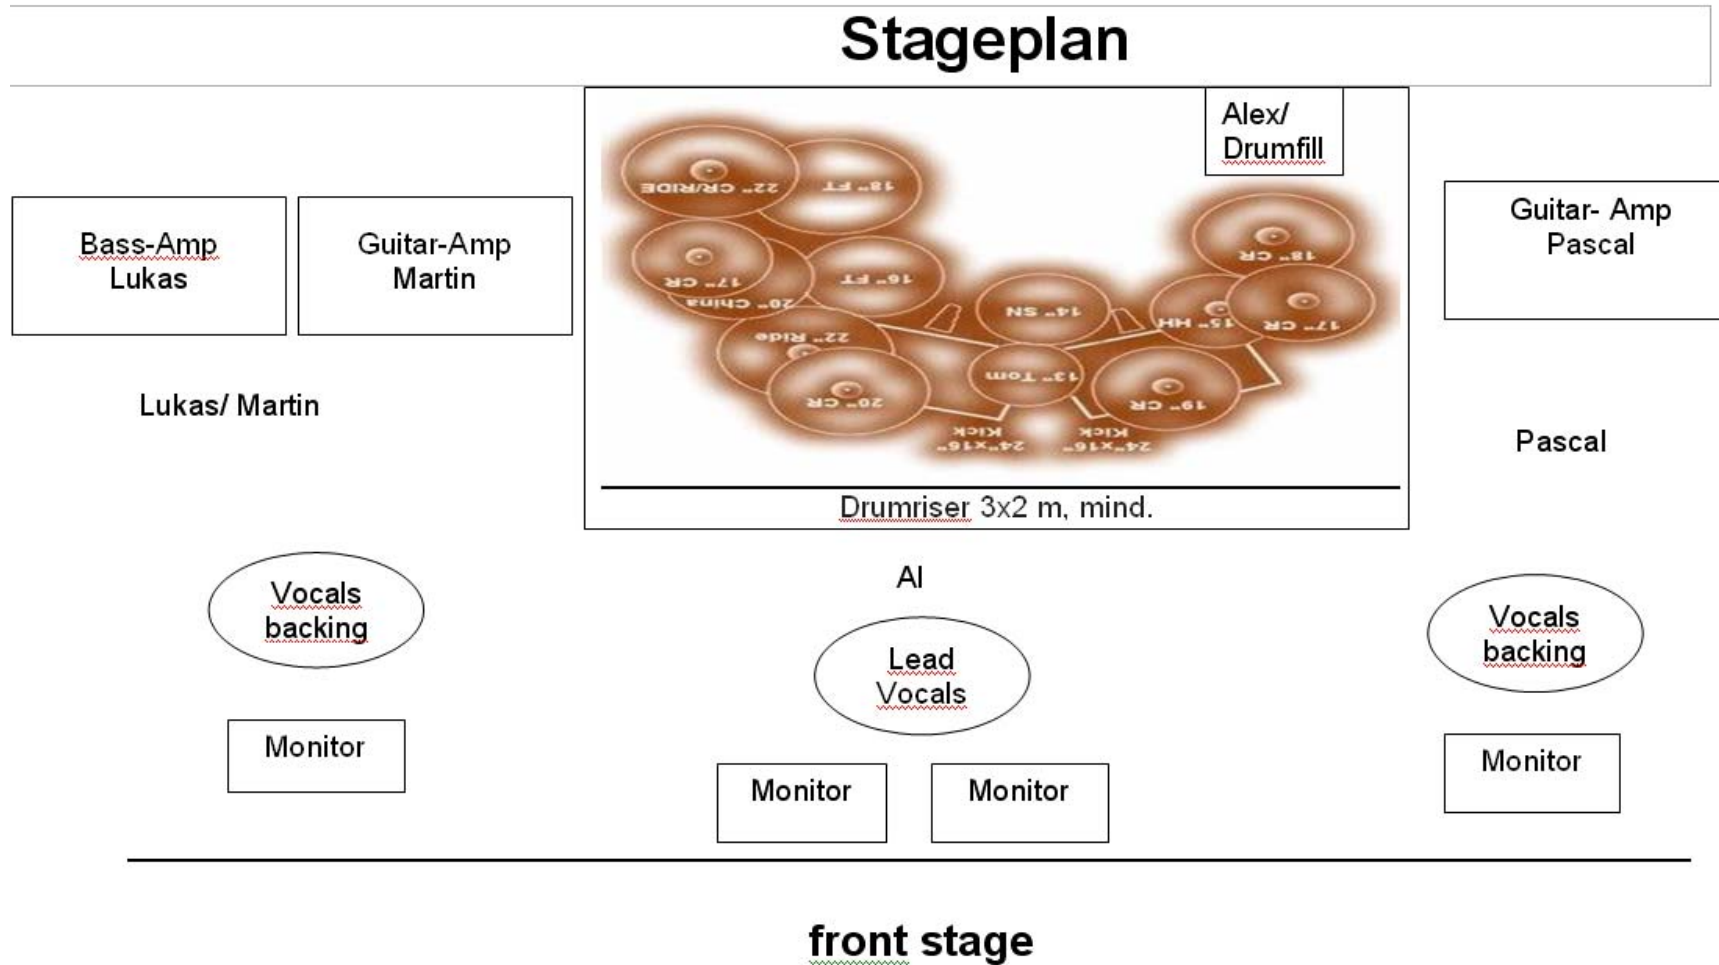 Stageplan
Alex/
Drumfill
Bass-Amp
Lukas
Guitar-Amp
Martin
Guitar- Amp
Pascal
22" CR/RIDE
18" FT
17" CR
20" China
16" FT
22" Ride
20" CR
14" SN
13" Tom
15" HH
18" CR
17" CR
19" CR
24"x16"
Kick
24"x16"
Kick
Drumriser 3x2 m, mind.
Lukas/ Martin
Pascal
Al
Vocals
backing
Lead
Vocals
Vocals
backing
Monitor
Monitor
Monitor
Monitor
front stage